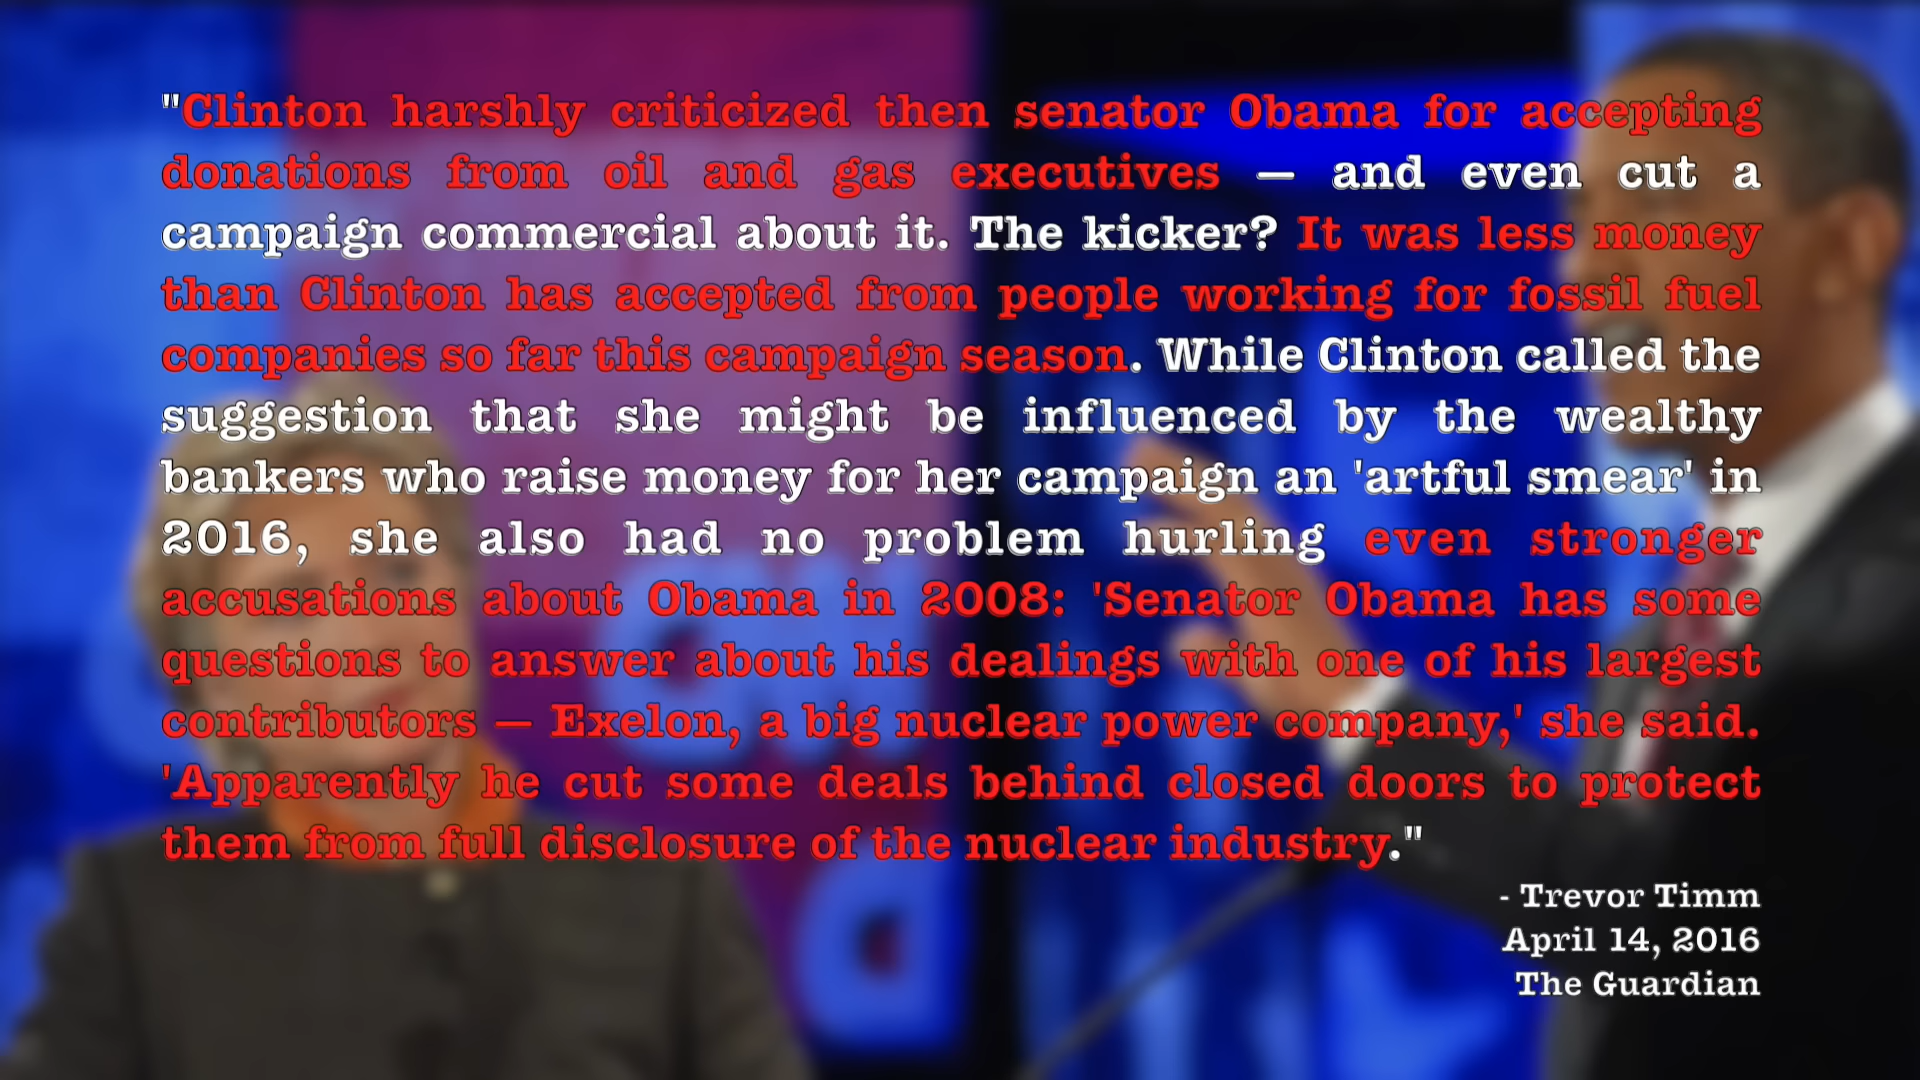 "Clinton harshly criticized then senator Obama for accepting
donations from oil and gas executives — and even cut a
campaign commercial about it. The kicker? It was less money
than Clinton has accepted from people working for fossil fuel
companies so far this campaign season. While Clinton called the
suggestion that she might be influenced by the wealthy
bankers who raise money for her campaign an 'artful smear' in
2016, she also had no problem hurling even stronger
accusations about Obama in 2008: 'Senator Obama has some
questions to answer about his dealings with one of his largest
contributors — Exelon, a big nuclear power company,' she said.
'Apparently he cut some deals behind closed doors to protect
them from full disclosure of the nuclear industry."
- Trevor Timm
April 14, 2016
The Guardian